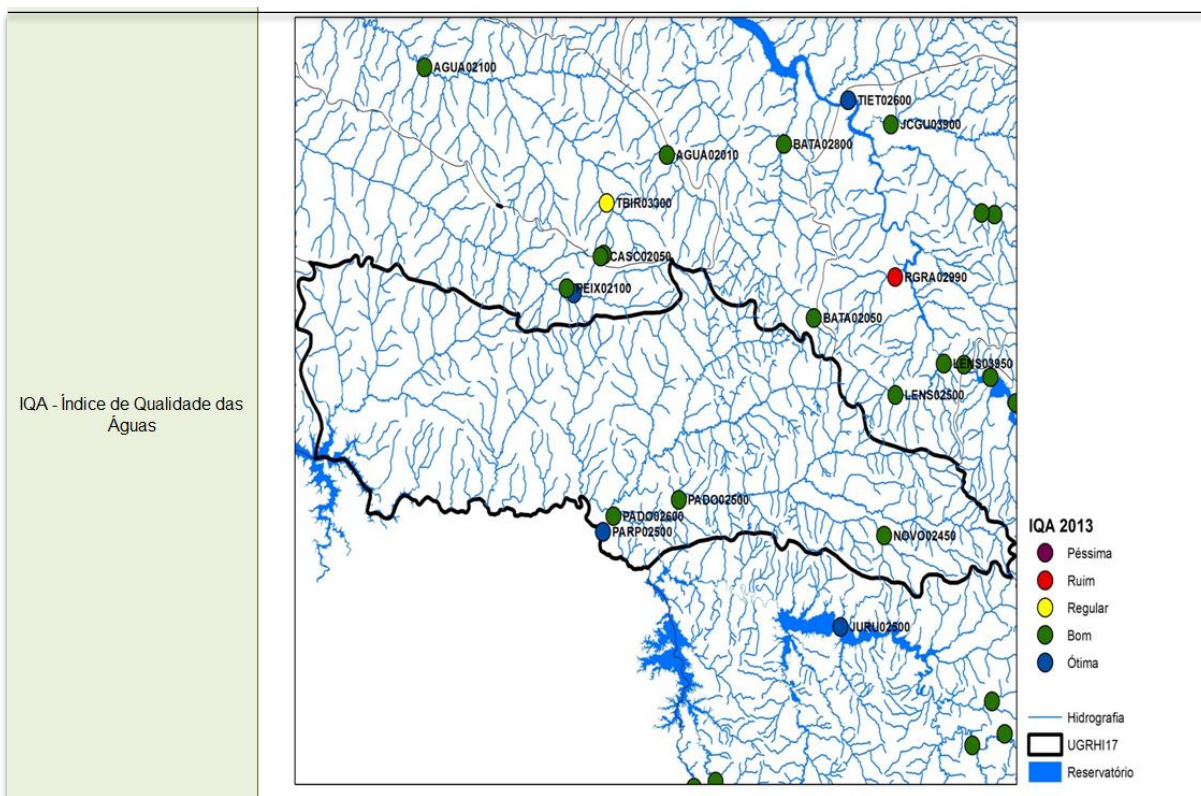 IQA - Índice de Qualidade das
Águas
AGUA02100
TIET02600
JCGU03900
BATA02800
AGUA02010
TBIR03300
CASC02050
RGRA02990
PEIX02100
BATA02050
LENS03950
LENS02500
PADO02500
PADO02600
PARP02500
NOVO02450
JURU02500
IQA 2013
Péssima
Ruim
Regular
Bom
Ótima
Hidrografia
UGRHI17
Reservatório